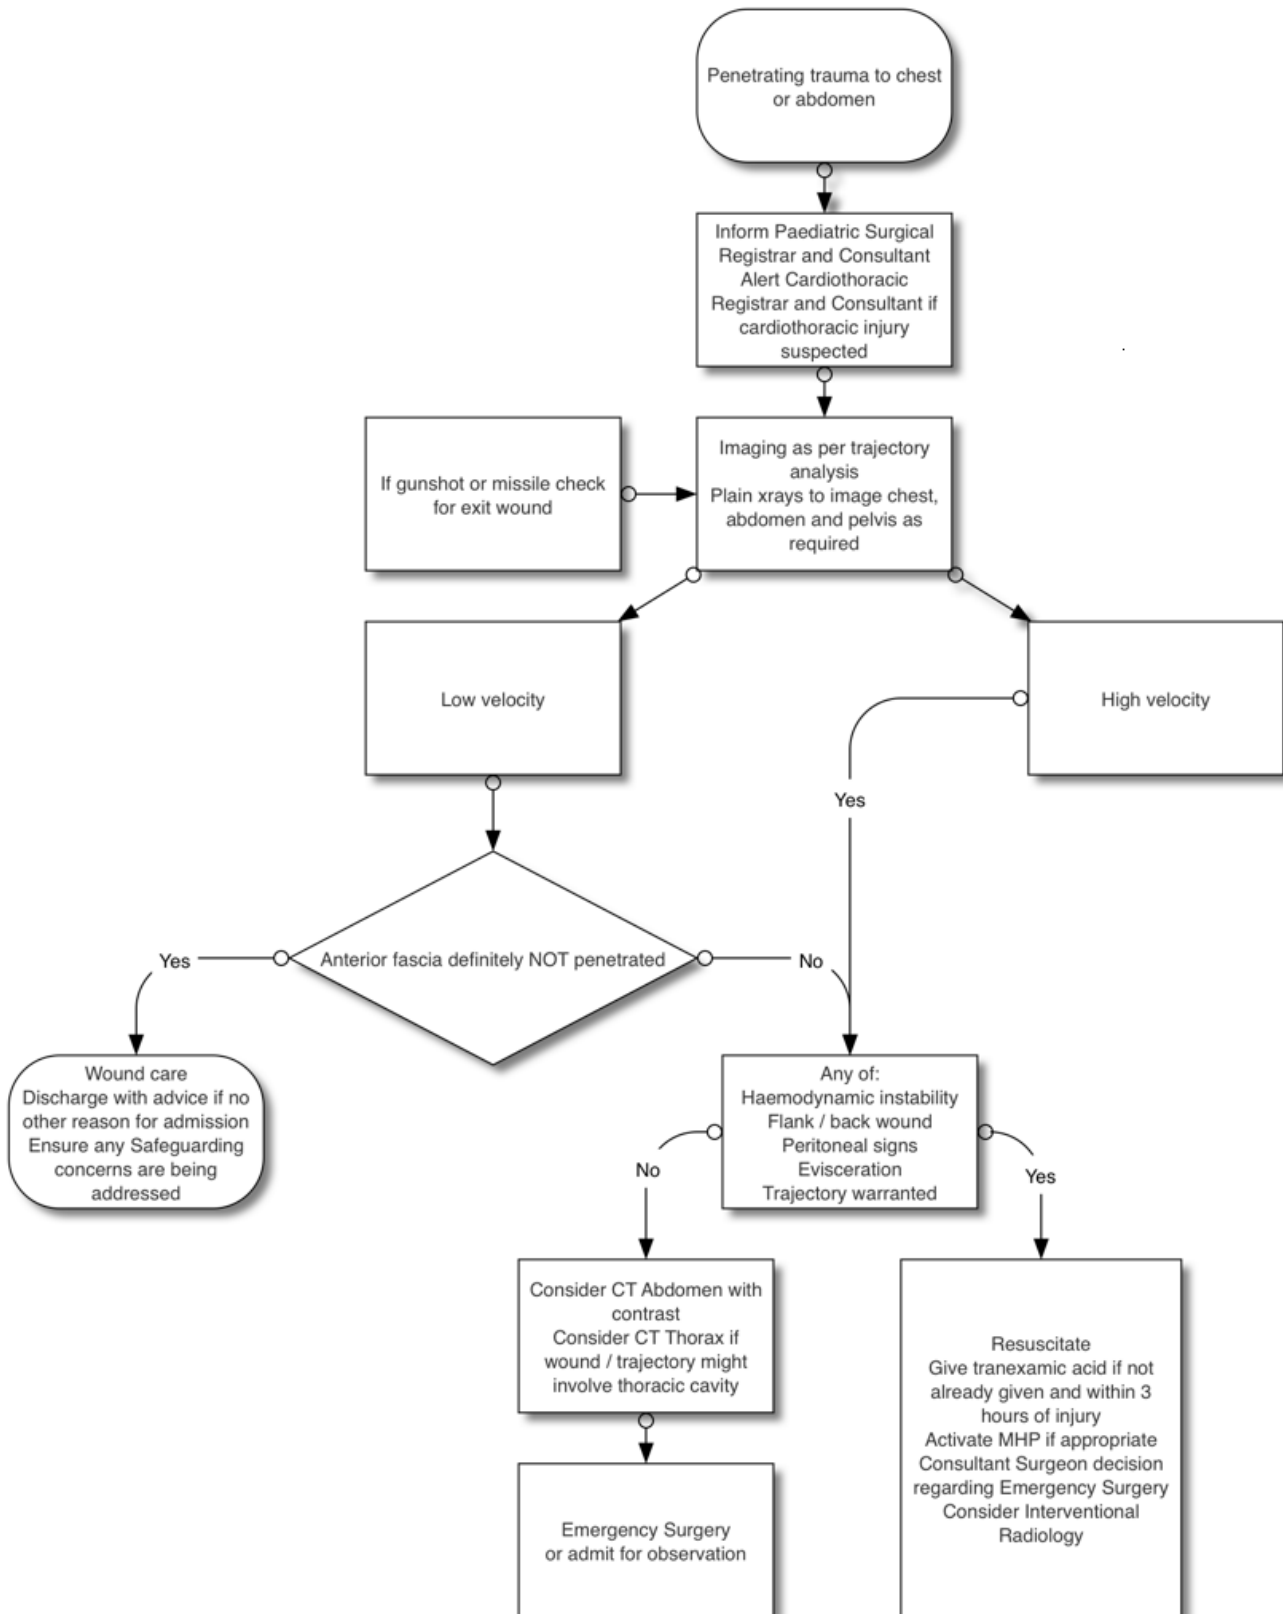 Penetrating trauma to chest
or abdomen
Inform Paediatric Surgical
Registrar and Consultant
Alert Cardiothoracic
Registrar and Consultant if
cardiothoracic injury
suspected
If gunshot or missile check
for exit wound
Imaging as per trajectory
analysis
Plain xrays to image chest,
abdomen and pelvis as
required
Low velocity
High velocity
Yes
Anterior fascia definitely NOT penetrated
Yes
No
Wound care
Discharge with advice if no
other reason for admission
Ensure any Safeguarding
concerns are being
addressed
Any of:
Haemodynamic instability
Flank / back wound
Peritoneal signs
Evisceration
Trajectory warranted
No
Yes
Consider CT Abdomen with
contrast
Consider CT Thorax if
wound / trajectory might
involve thoracic cavity
Resuscitate
Give tranexamic acid if not
already given and within 3
hours of injury
Activate MHP if appropriate
Consultant Surgeon decision
regarding Emergency Surgery
Consider Interventional
Radiology
Emergency Surgery
or admit for observation